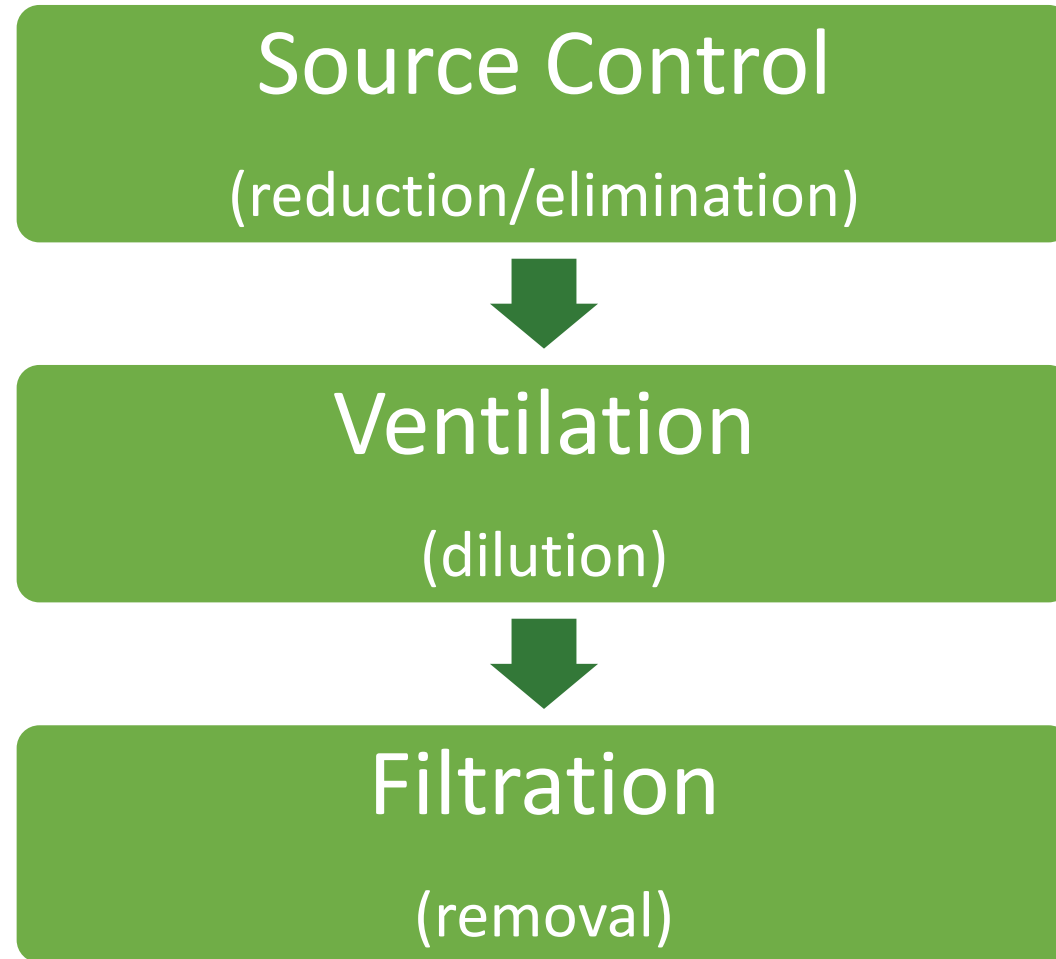 Source Control
(reduction/elimination)
Ventilation
(dilution)
Filtration
(removal)